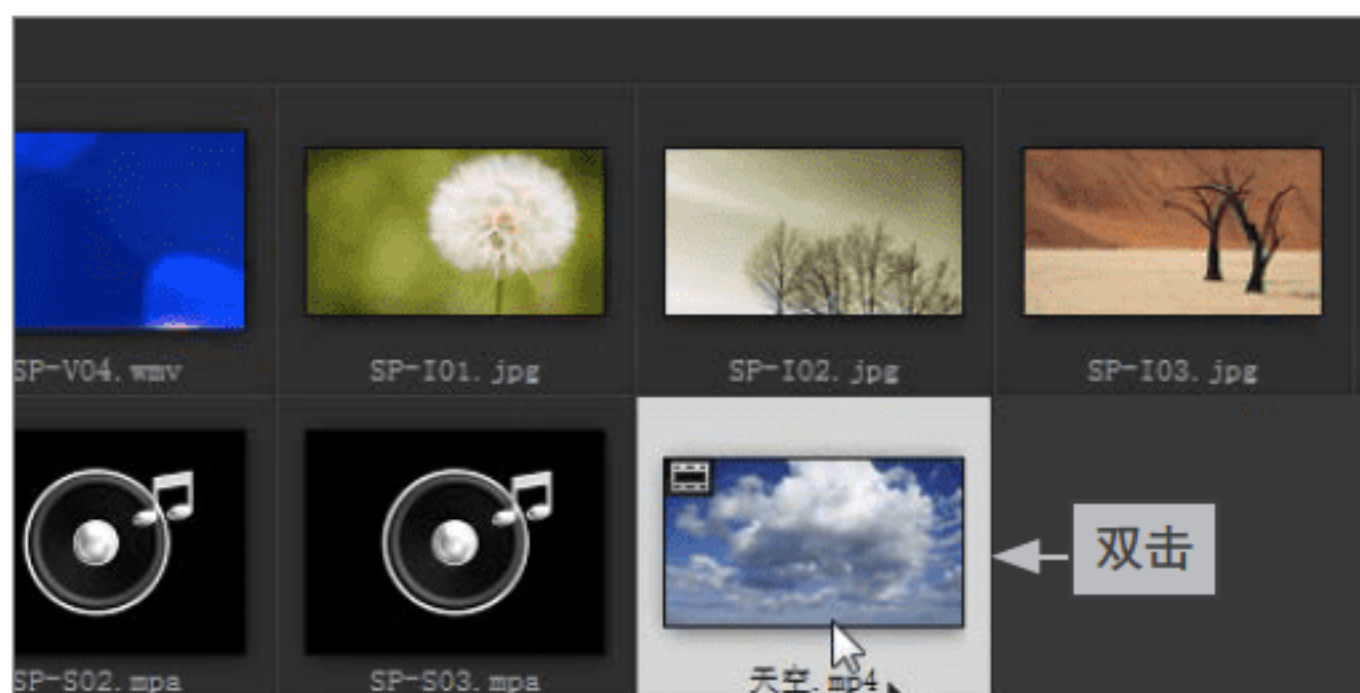 SP-V04.wmv
SP-I01.jpg
SP-I02.jpg
SP-I03.jpg
双击
SP-S02.mpa
SP-S03.mpa
天空.mp4